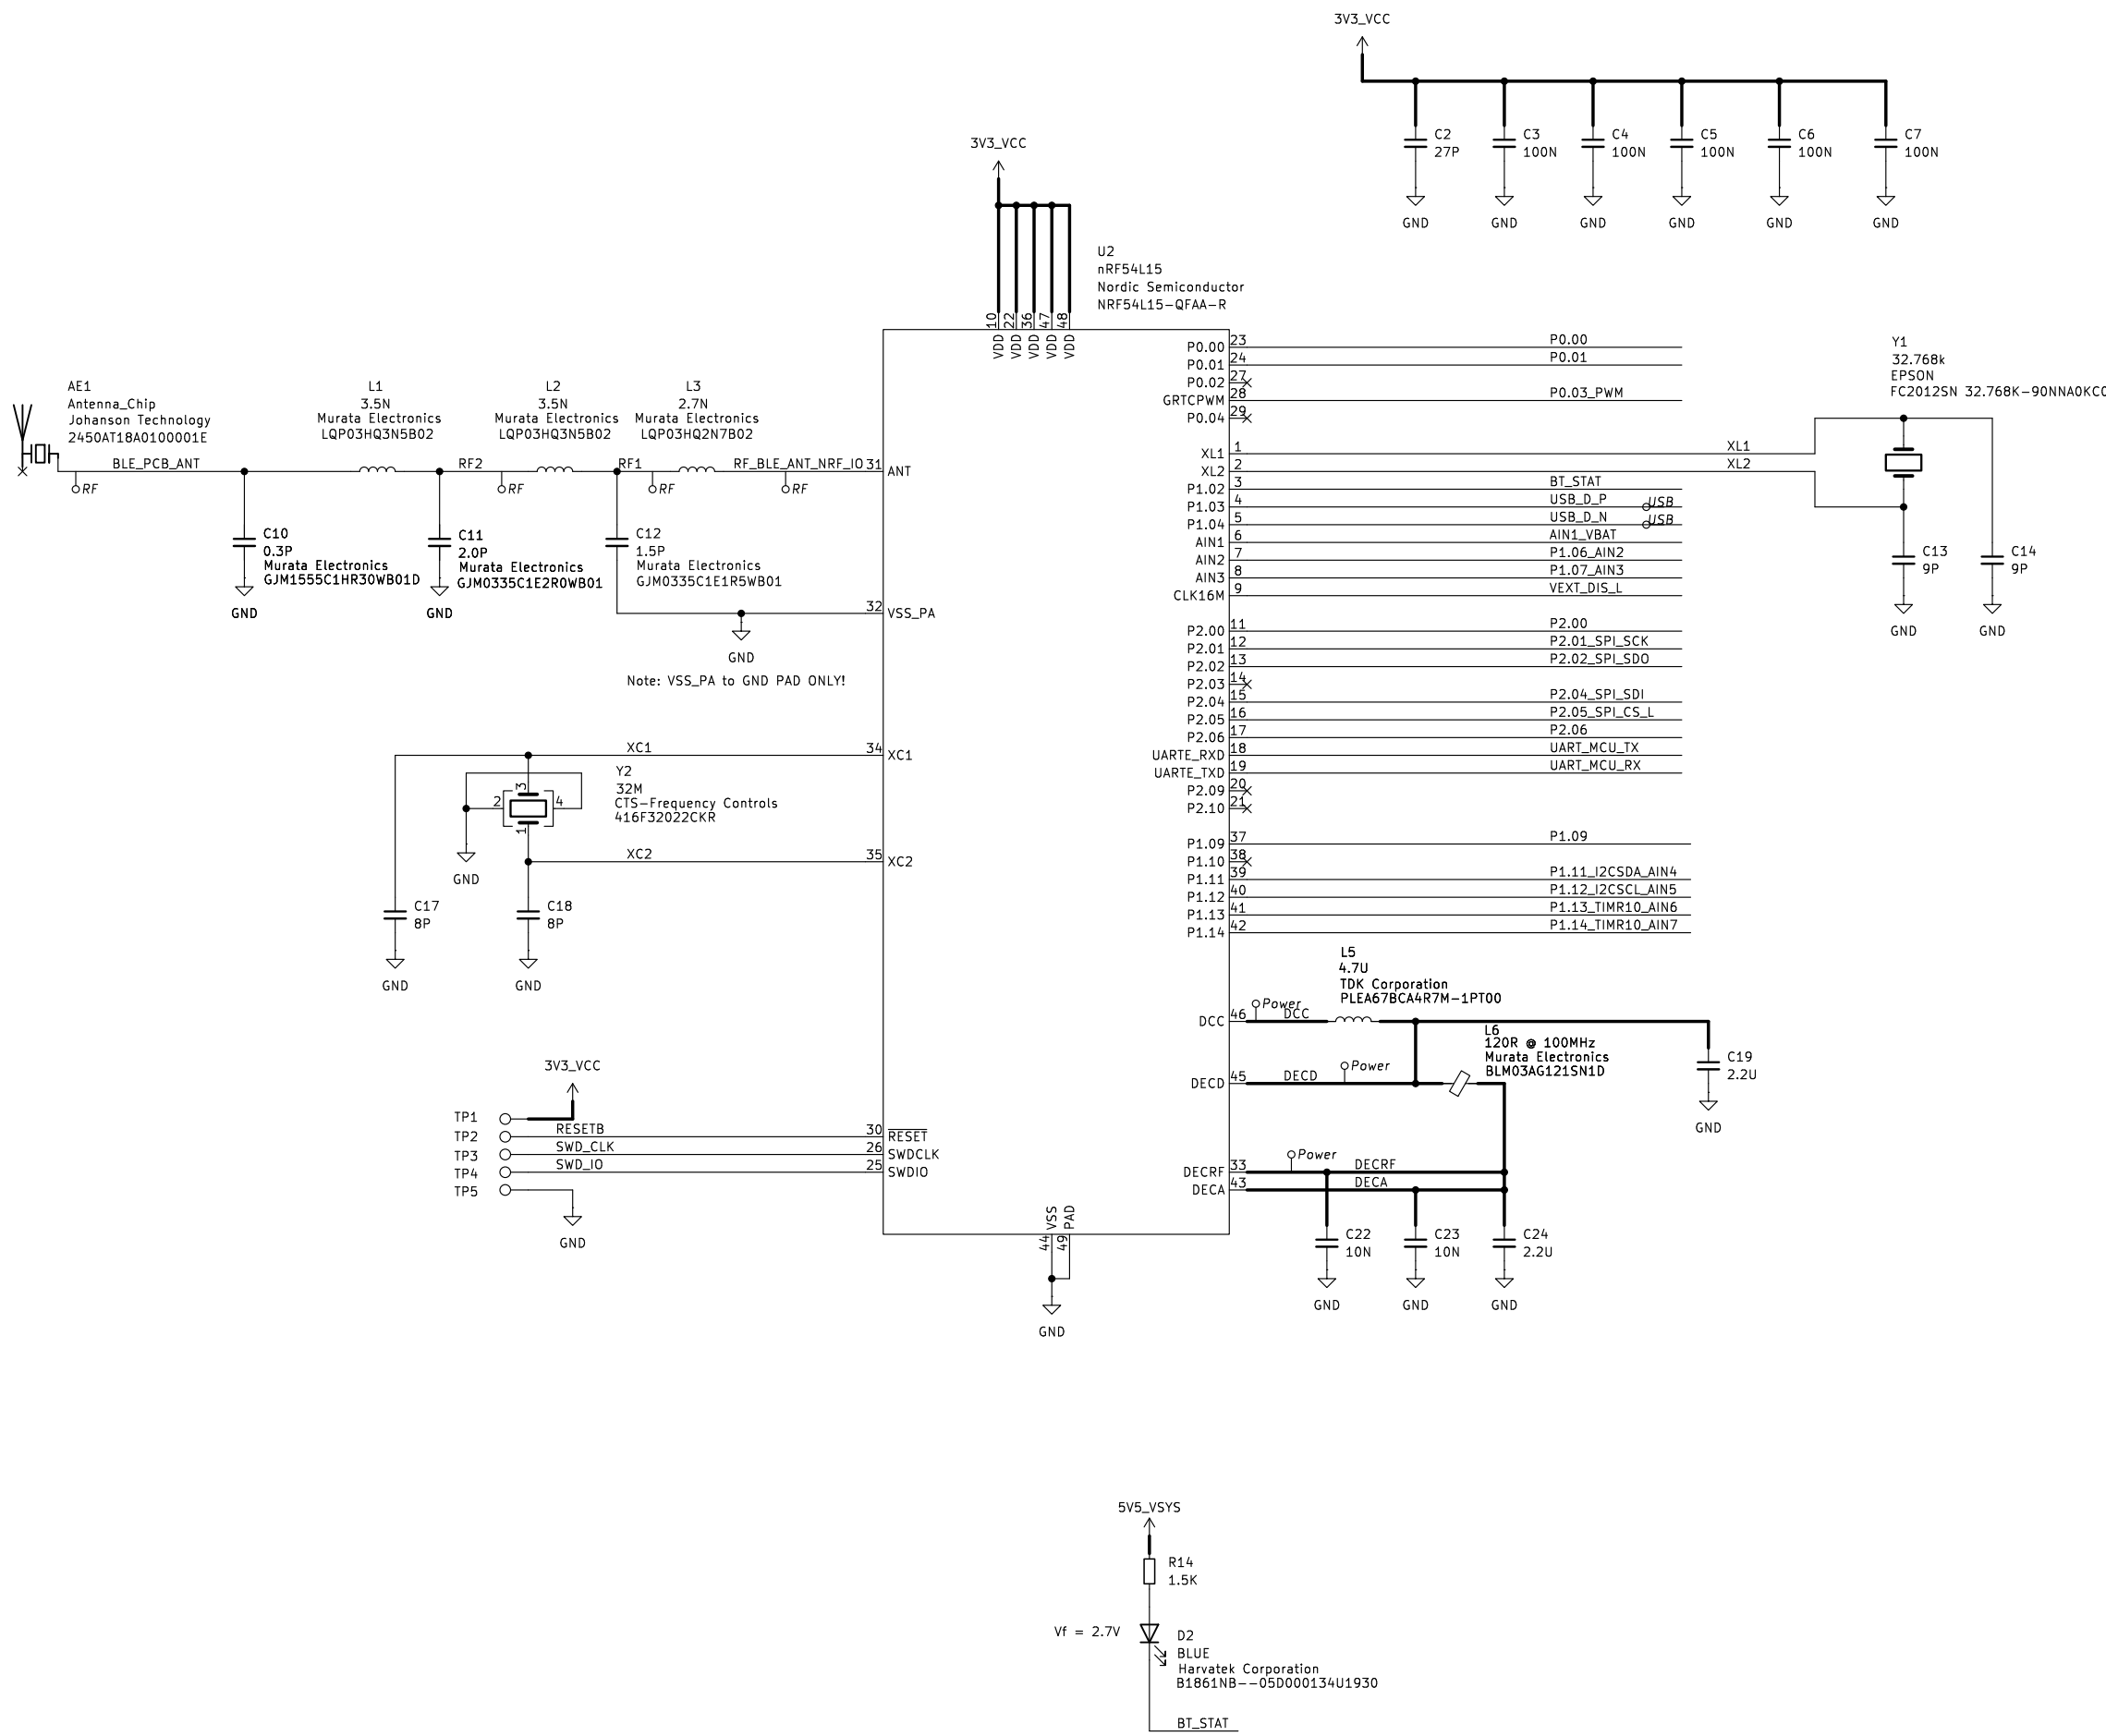 3V3_VCC
C2
27P
C3
100N
C4
100N
C5
100N
C6
100N
C7
100N
GND
GND
GND
GND
GND
GND
3V3_VCC
U2
nRF54L15
Nordic Semiconductor
NRF54L15-QFAA-R
10
22
36
47
48
VDD
VDD
VDD
VDD
VDD
AE1
Antenna_Chip
Johanson Technology
2450AT18A0100001E
BLE_PCB_ANT
RF
L1
3.5N
Murata Electronics
LQP03HQ3N5B02
RF2
RF
L2
3.5N
Murata Electronics
LQP03HQ3N5B02
RF1
RF
L3
2.7N
Murata Electronics
LQP03HQ2N7B02
RF_BLE_ANT_NRF_IO
RF
31
ANT
C10
0.3P
Murata Electronics
GJM1555C1HR30WB01D
GND
C11
2.0P
Murata Electronics
GJM0335C1E2R0WB01
GND
C12
1.5P
Murata Electronics
GJM0335C1E1R5WB01
32
VSS_PA
GND
Note: VSS_PA to GND PAD ONLY!
XC1
34
XC1
Y2
32M
CTS-Frequency Controls
416F32022CKR
3
2
4
1
GND
XC2
35
XC2
C17
8P
GND
C18
8P
GND
3V3_VCC
TP1
TP2
RESETB
30
RESET
TP3
SWD_CLK
26
SWDCLK
TP4
SWD_IO
25
SWDIO
TP5
GND
VSS
PAD
44
49
GND
P0.00
23
P0.00
P0.01
24
P0.01
P0.02
27
GRTCPWM
28
P0.03_PWM
P0.04
29
XL1
1
XL1
XL2
2
XL2
P1.02
3
BT_STAT
P1.03
4
USB_D_P
USB
P1.04
5
USB_D_N
USB
AIN1
6
AIN1_VBAT
AIN2
7
P1.06_AIN2
AIN3
8
P1.07_AIN3
CLK16M
9
VEXT_DIS_L
P2.00
11
P2.00
P2.01
12
P2.01_SPI_SCK
P2.02
13
P2.02_SPI_SDO
P2.03
14
P2.04
15
P2.04_SPI_SDI
P2.05
16
P2.05_SPI_CS_L
P2.06
17
P2.06
UARTE_RXD
18
UART_MCU_TX
UARTE_TXD
19
UART_MCU_RX
P2.09
20
P2.10
21
P1.09
37
P1.09
P1.10
38
P1.11
39
P1.11_I2CSDA_AIN4
P1.12
40
P1.12_I2CSCL_AIN5
P1.13
41
P1.13_TIMR10_AIN6
P1.14
42
P1.14_TIMR10_AIN7
Y1
32.768k
EPSON
FC2012SN 32.768K-90NNA0KC0
C13
9P
GND
C14
9P
GND
L5
4.7U
TDK Corporation
PLEA67BCA4R7M-1PT00
DCC
46
Power
DCC
L6
120R @ 100MHz
Murata Electronics
BLM03AG121SN1D
C19
2.2U
GND
DECD
45
DECD
Power
DECRF
33
Power
DECRF
DECA
43
DECA
C22
10N
GND
C23
10N
GND
C24
2.2U
GND
5V5_VSYS
R14
1.5K
Vf = 2.7V
D2
BLUE
Harvatek Corporation
B1861NB--05D000134U1930
BT_STAT